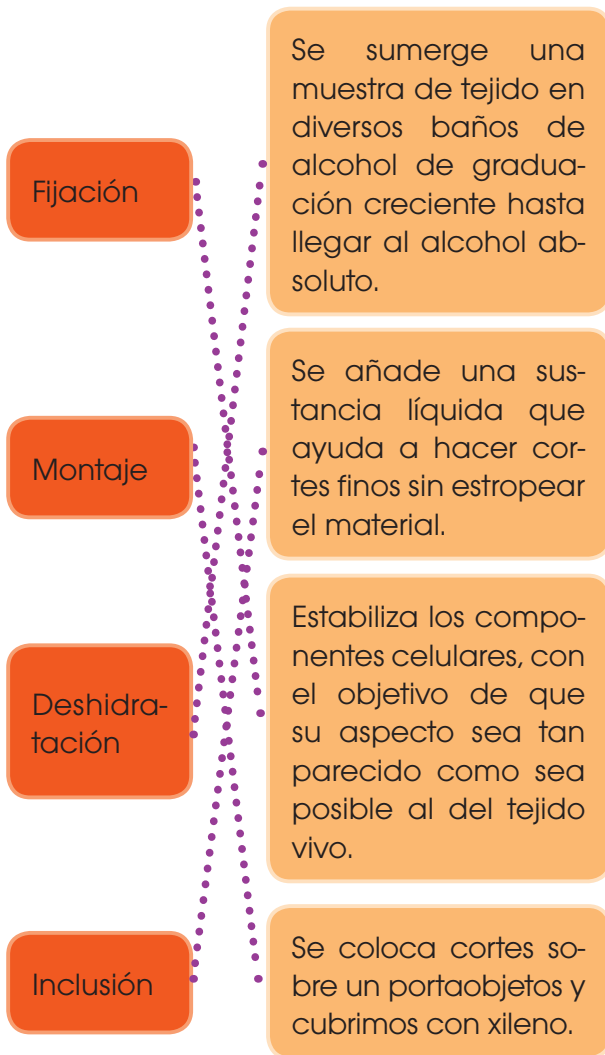 Fijación
Montaje
Deshidra-
tación
Inclusión
Se sumerge una
muestra de tejido en
diversos baños de
alcohol de gradua-
ción creciente hasta
llegar al alcohol ab-
soluto.
Se añade una sus-
tancia líquida que
ayuda a hacer cor-
tes finos sin estropear
el material.
Estabiliza los compo-
nentes celulares, con
el objetivo de que
su aspecto sea tan
parecido como sea
posible al del tejido
vivo.
Se coloca cortes so-
bre un portaobjetos y
cubrimos con xileno.